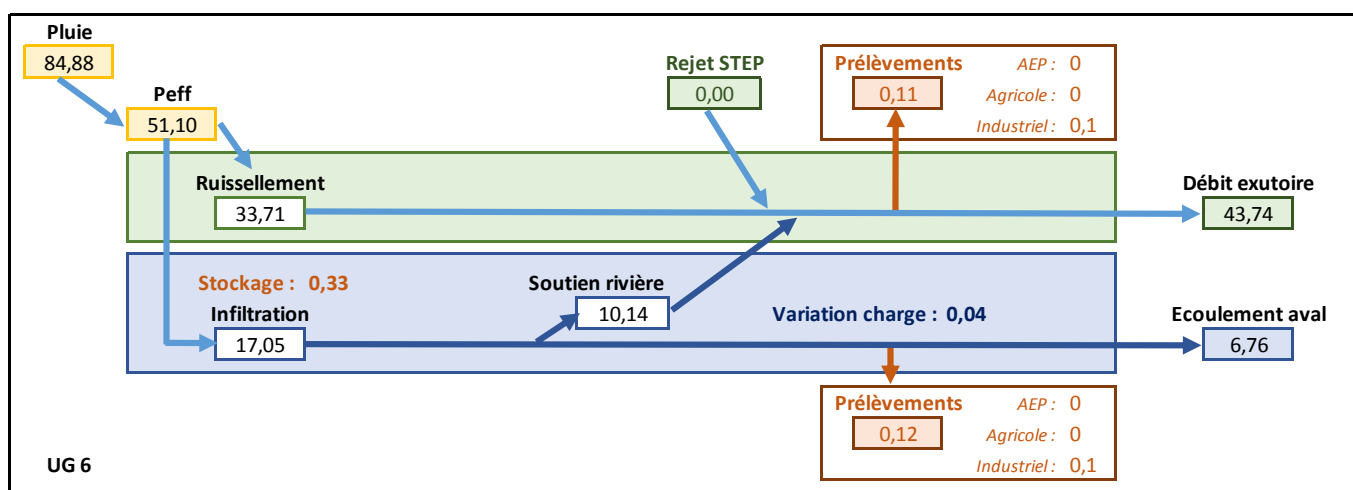 Pluie
84,88
Peff
51,10
Rejet STEP
0,00
Prélèvements
0,11
AEP : 0
Agricole : 0
Industriel : 0,1
Ruissellement
33,71
Débit exutoire
43,74
Stockage : 0,33
Infiltration
17,05
Soutien rivière
10,14
Variation charge : 0,04
Ecoulement aval
6,76
Prélèvements
0,12
AEP : 0
Agricole : 0
Industriel : 0,1
UG 6